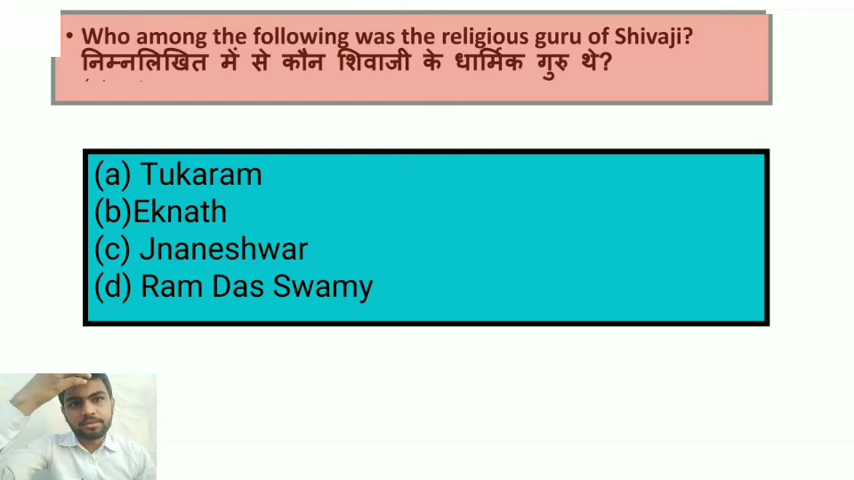 • Who among the following was the religious guru of Shivaji?
निम्नलिखित में से कौन शिवाजी के धार्मिक गुरु थे?
(a) Tukaram
(b)Eknath
(c) Jnaneshwar
(d) Ram Das Swamy